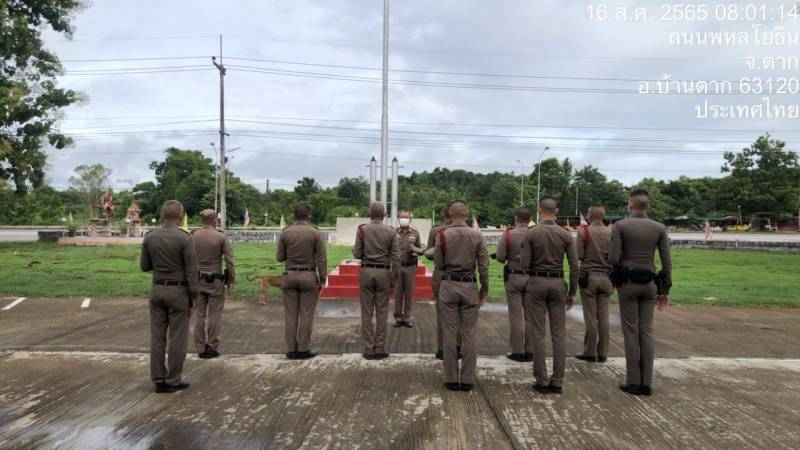 16 ส.ค. 2565 08:01:14
ถนนพหลโยธิน
จ.ตาก
อ.บ้านตาก 63120
ประเทศไทย